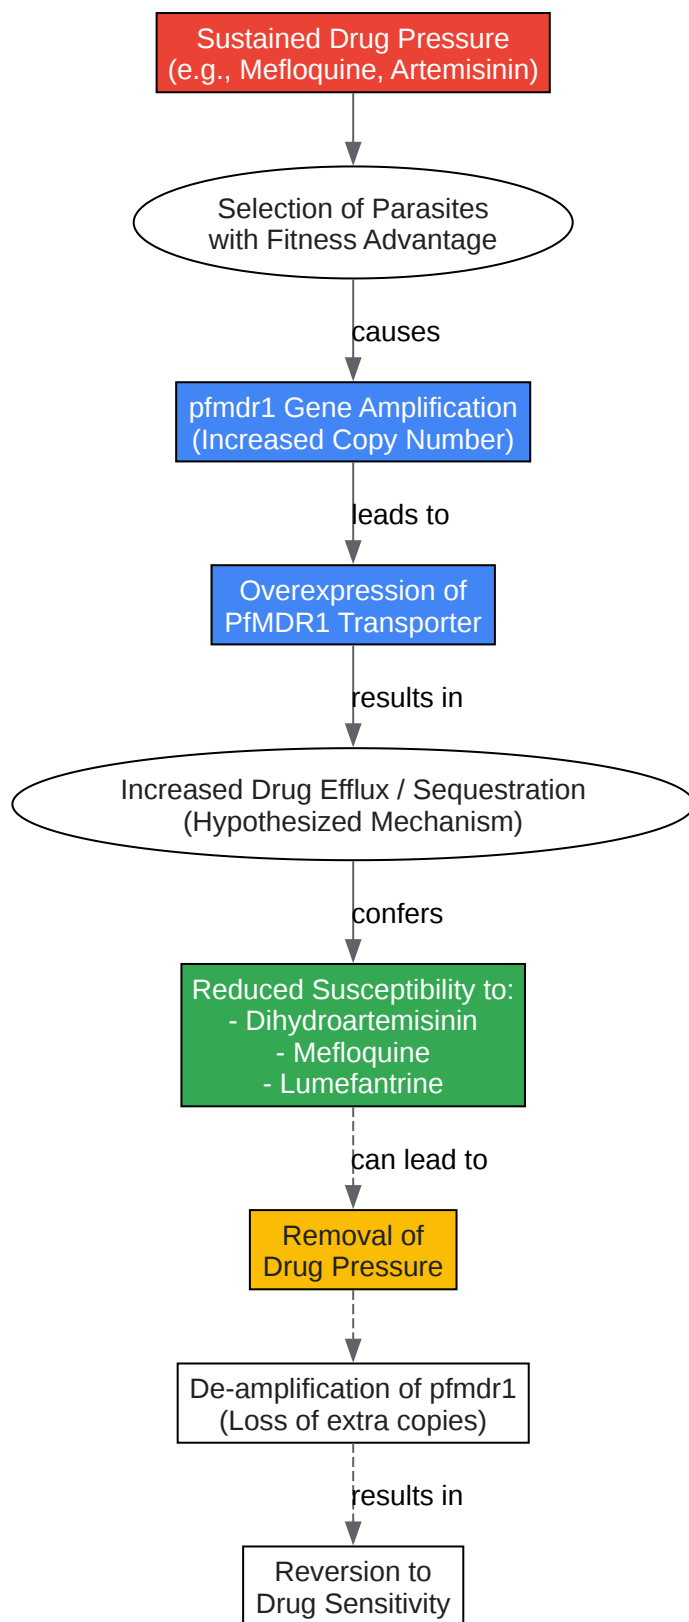 Sustained Drug Pressure
(e.g., Mefloquine, Artemisinin)
Selection of Parasites
with Fitness Advantage
causes
pfmdr1 Gene Amplification
(Increased Copy Number)
leads to
Overexpression of
PfMDR1 Transporter
results in
Increased Drug Efflux / Sequestration
(Hypothesized Mechanism)
confers
Reduced Susceptibility to:
- Dihydroartemisinin
- Mefloquine
- Lumefantrine
can lead to
Removal of
Drug Pressure
De-amplification of pfmdr1
(Loss of extra copies)
results in
Reversion to
Drug Sensitivity